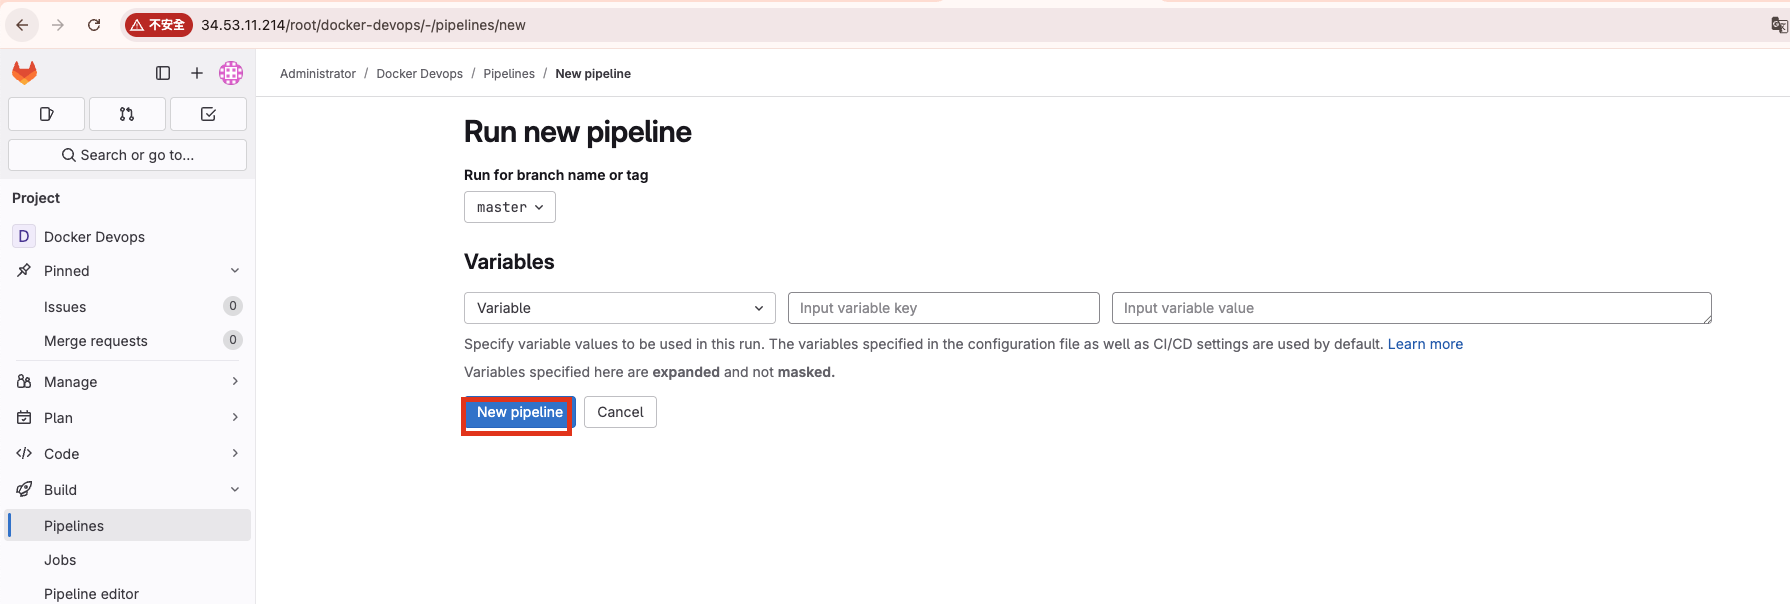 不安全 34.53.11.214/root/docker-devops/-/pipelines/new
Administrator / Docker Devops / Pipelines / New pipeline
Search or go to...
Project
D Docker Devops
Pinned
Issues 0
Merge requests 0
Manage
Plan
Code
Build
Pipelines
Jobs
Pipeline editor
Run new pipeline
Run for branch name or tag
master
Variables
Variable Input variable key Input variable value
Specify variable values to be used in this run. The variables specified in the configuration file as well as CI/CD settings are used by default. Learn more
Variables specified here are expanded and not masked.
New pipeline Cancel